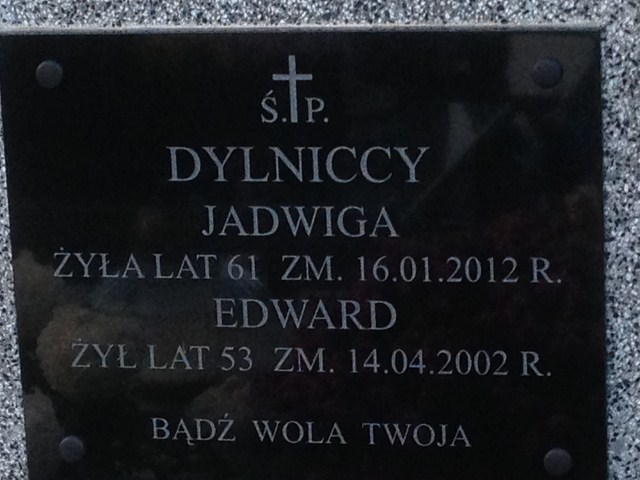 Ś. P.
DYLNICCY
JADWIGA
ŻYŁA LAT 61 ZM. 16.01.2012 R.
EDWARD
ŻYŁ LAT 53 ZM. 14.04.2002 R.
BĄDŹ WOLA TWOJA